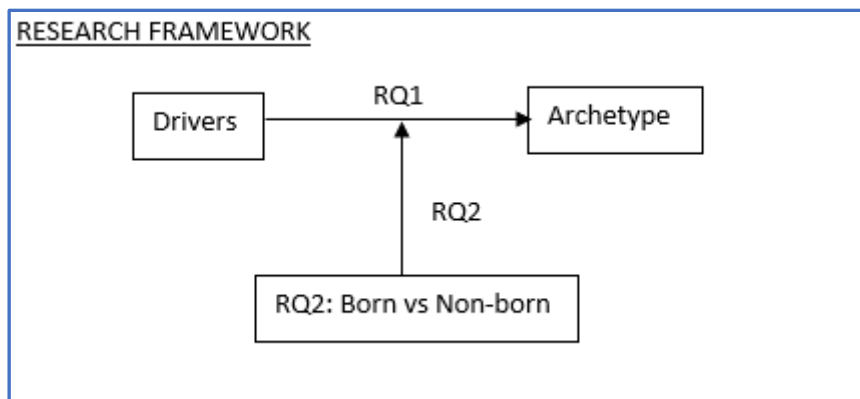 RESEARCH FRAMEWORK
RQ1
Drivers
Archetype
RQ2
RQ2: Born vs Non-born